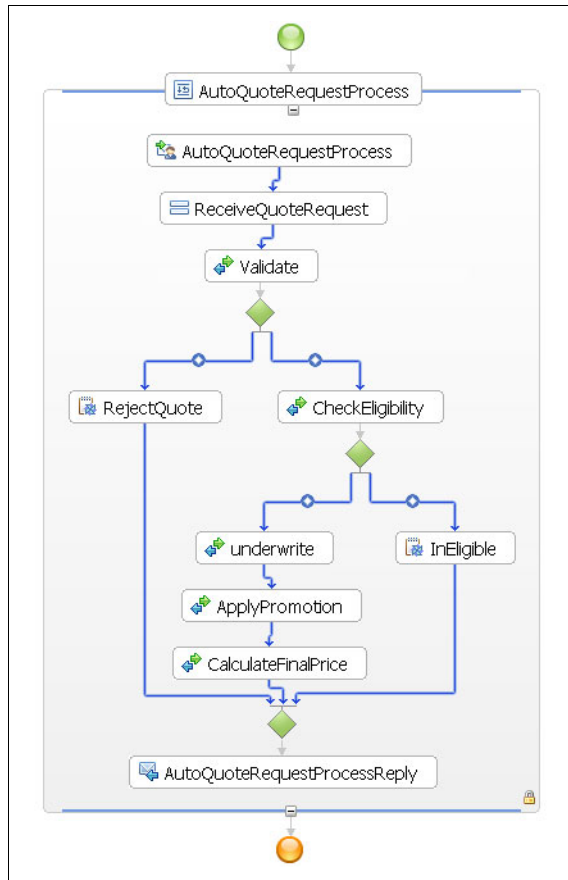 AutoQuoteRequestProcess
AutoQuoteRequestProcess
ReceiveQuoteRequest
Validate
RejectQuote
CheckEligibility
underwrite
InEligible
ApplyPromotion
CalculateFinalPrice
AutoQuoteRequestProcessReply